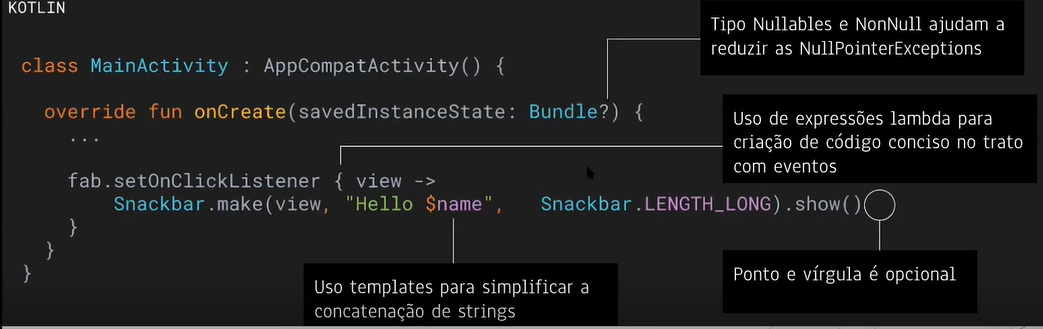 KOTLIN
Tipo Nullables e NonNull ajudam a
reduzir as NullPointerExceptions
class MainActivity : AppCompatActivity() {
override fun onCreate(savedInstanceState: Bundle?) {
...
Uso de expressões lambda para
criação de código conciso no trato
com eventos
fab.setOnClickListener { view ->
Snackbar.make(view, "Hello $name", Snackbar.LENGTH_LONG).show()
}
}
}
Uso templates para simplificar a
concatenação de strings
Ponto e vírgula é opcional